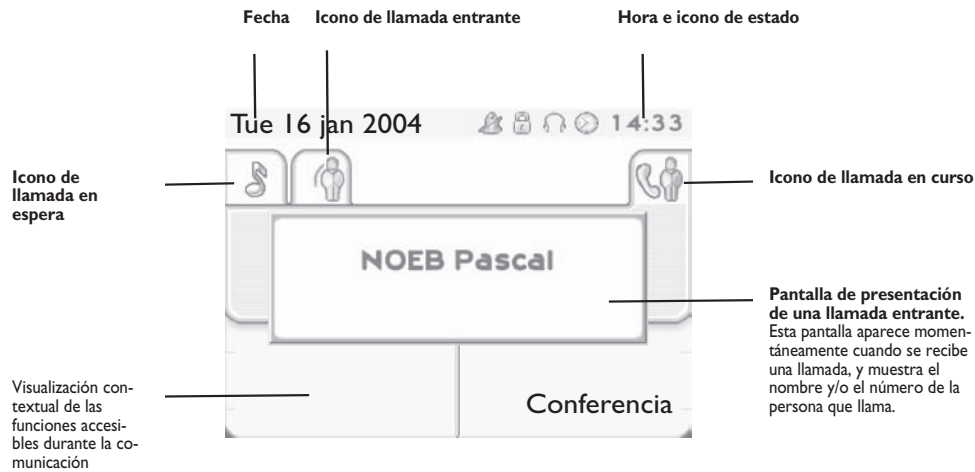 Fecha
Icono de llamada entrante
Hora e icono de estado
Tue 16 jan 2004
14:33
Icono de
llamada en
espera
Icono de llamada en curso
NOEB Pascal
Pantalla de presentación
de una llamada entrante.
Esta pantalla aparece momen-
táneamente cuando se recibe
una llamada, y muestra el
nombre y/o el número de la
persona que llama.
Visualización con-
textual de las
funciones accesi-
bles durante la co-
municación
Conferencia